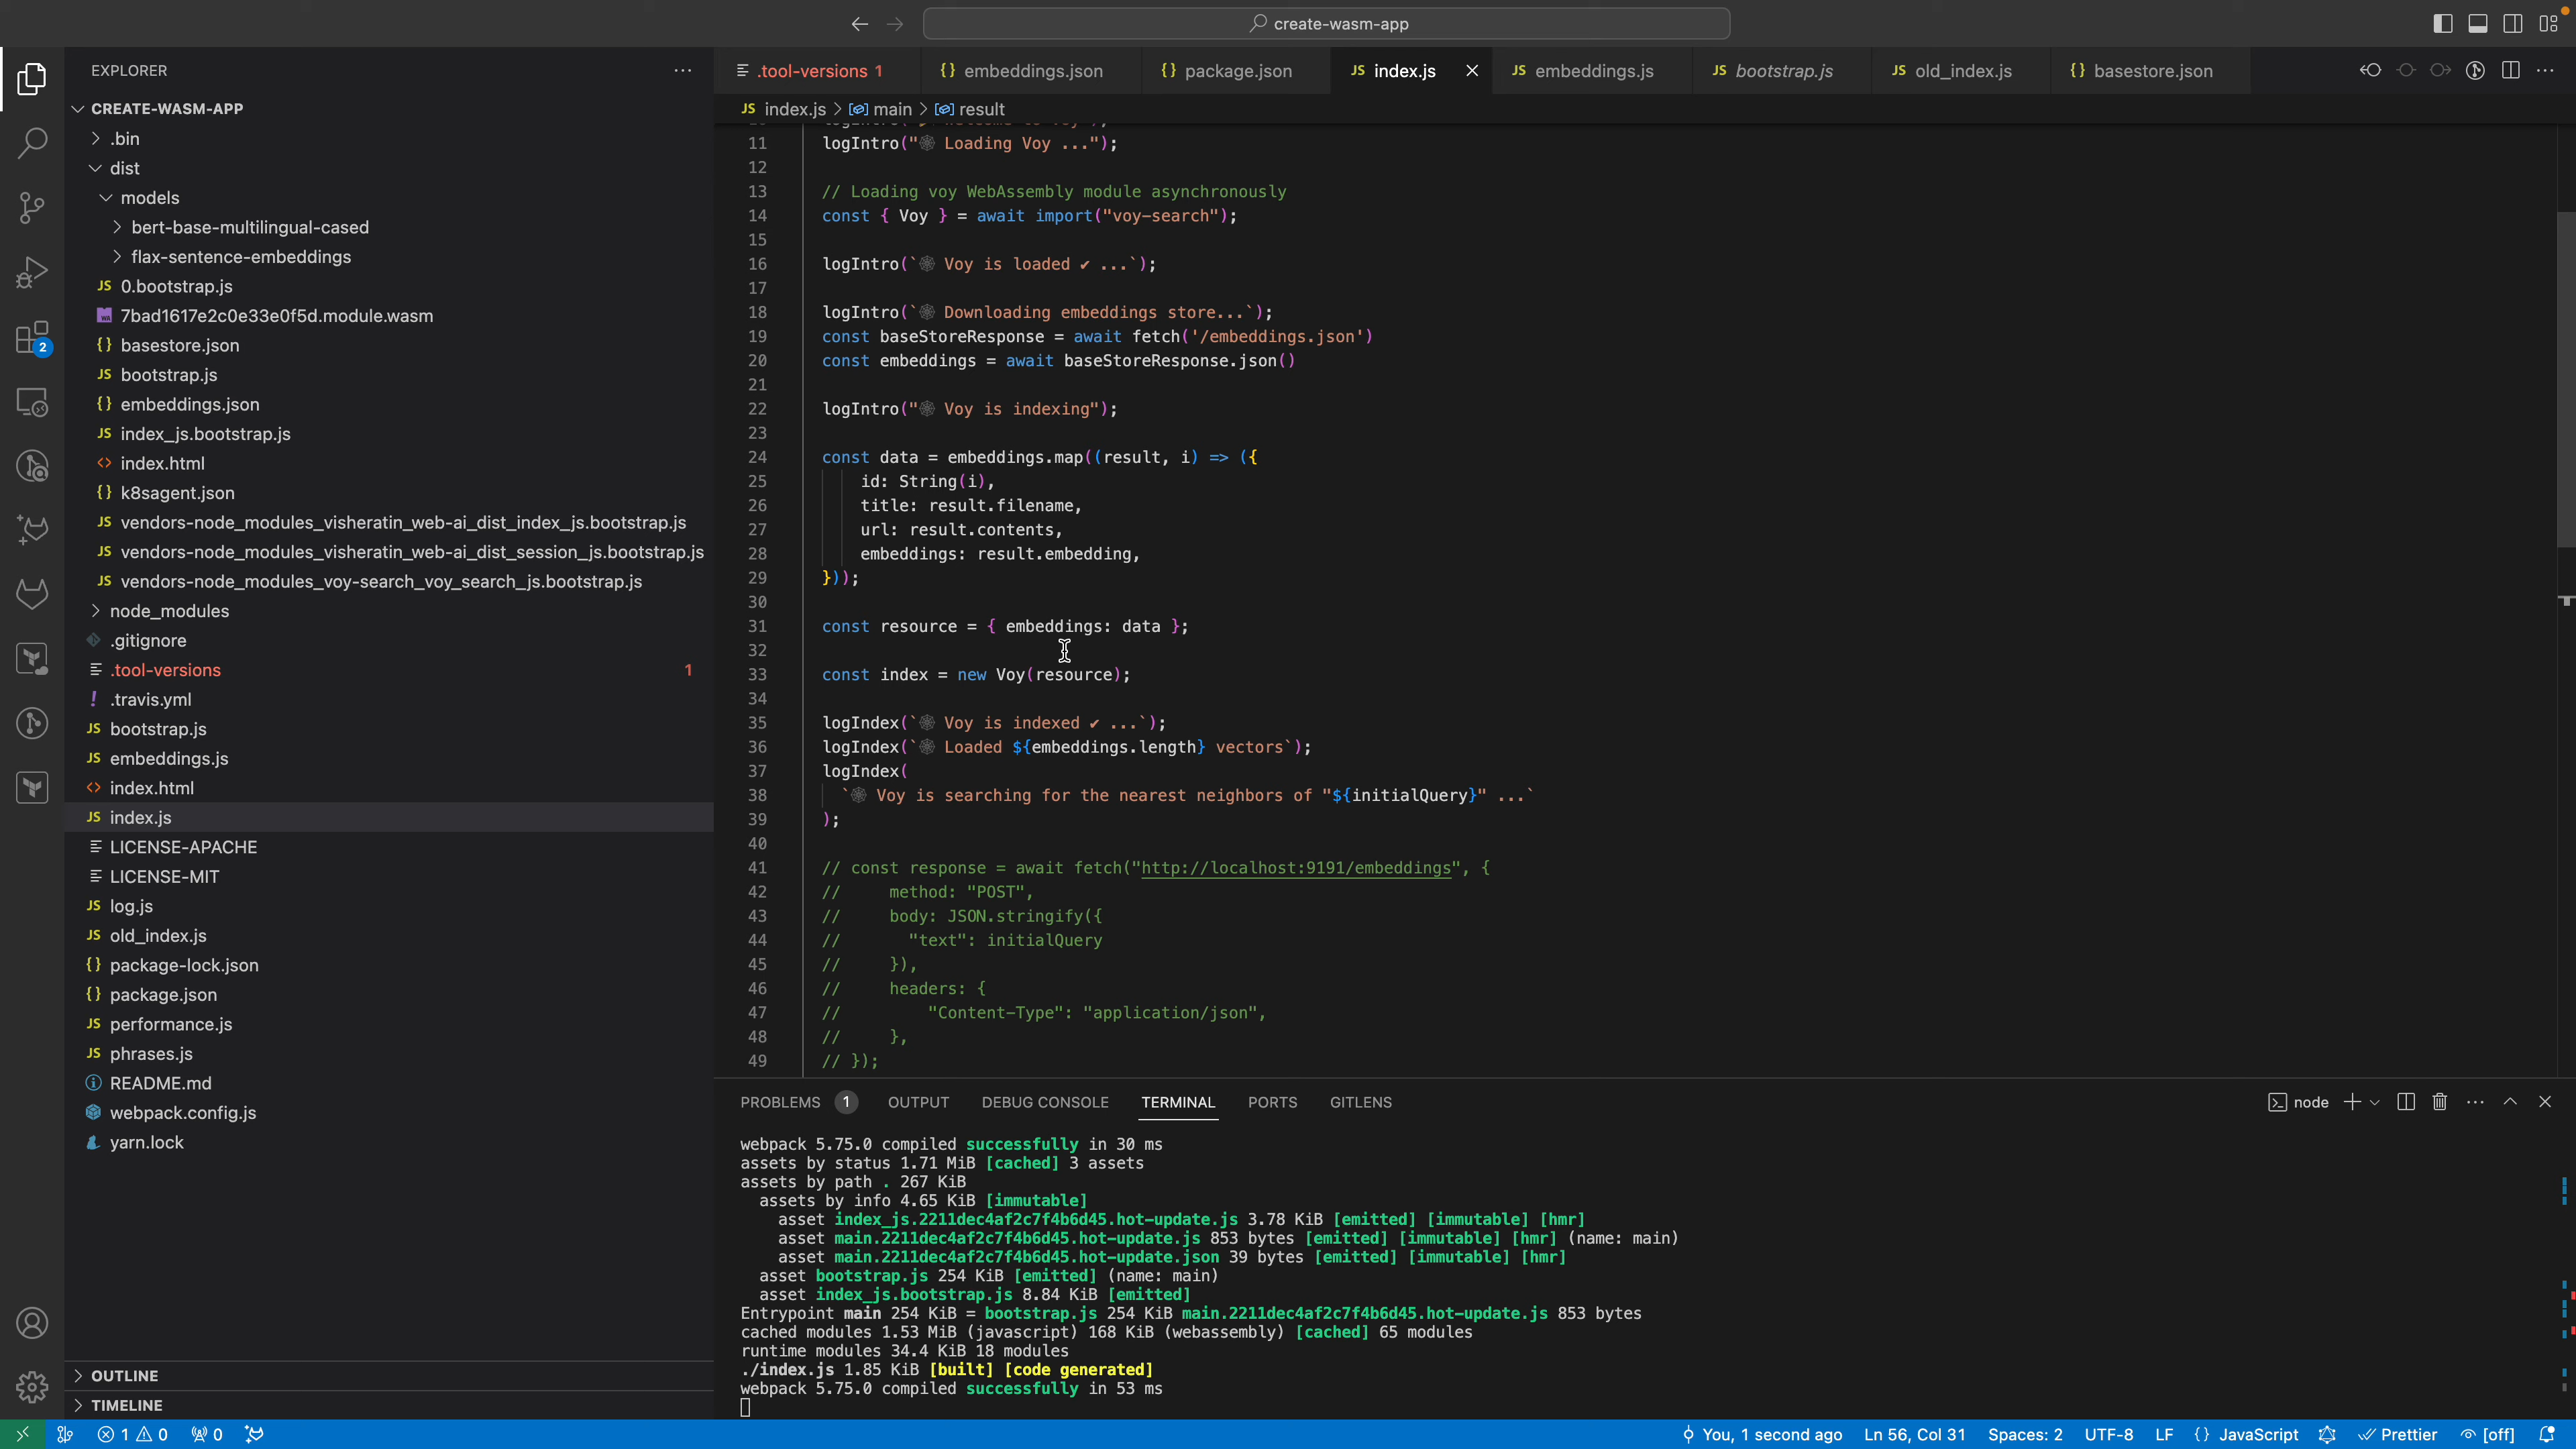 create-wasm-app
EXPLORER
CREATE-WASM-APP
.bin
dist
models
bert-base-multilingual-cased
flax-sentence-embeddings
JS 0.bootstrap.js
7bad1617e2c0e33e0f5d.module.wasm
{} basestore.json
JS bootstrap.js
{} embeddings.json
JS index_js.bootstrap.js
<> index.html
{} k8sagent.json
JS vendors-node_modules_visheratin_web-ai_dist_index_js.bootstrap.js
JS vendors-node_modules_visheratin_web-ai_dist_session_js.bootstrap.js
JS vendors-node_modules_voy-search_voy_search_js.bootstrap.js
node_modules
.gitignore
.tool-versions 1
! .travis.yml
JS bootstrap.js
JS embeddings.js
<> index.html
JS index.js
LICENSE-APACHE
LICENSE-MIT
JS log.js
JS old_index.js
{} package-lock.json
{} package.json
JS performance.js
JS phrases.js
README.md
webpack.config.js
yarn.lock
OUTLINE
TIMELINE
2
.tool-versions 1
{} embeddings.json
{} package.json
JS index.js
JS embeddings.js
JS bootstrap.js
JS old_index.js
{} basestore.json
JS index.js > main > result
11 logIntro("🕸 Loading Voy ...");
12
13 // Loading voy WebAssembly module asynchronously
14 const { Voy } = await import("voy-search");
15
16 logIntro(`🕸 Voy is loaded ✔ ...`);
17
18 logIntro(`🕸 Downloading embeddings store...`);
19 const baseStoreResponse = await fetch('/embeddings.json')
20 const embeddings = await baseStoreResponse.json()
21
22 logIntro("🕸 Voy is indexing");
23
24 const data = embeddings.map((result, i) => ({
25 id: String(i),
26 title: result.filename,
27 url: result.contents,
28 embeddings: result.embedding,
29 }));
30
31 const resource = { embeddings: data };
32
33 const index = new Voy(resource);
34
35 logIndex(`🕸 Voy is indexed ✔ ...`);
36 logIndex(`🕸 Loaded ${embeddings.length} vectors`);
37 logIndex(
38 `🕸 Voy is searching for the nearest neighbors of "${initialQuery}" ...`
39 );
40
41 // const response = await fetch("http://localhost:9191/embeddings", {
42 // method: "POST",
43 // body: JSON.stringify({
44 // "text": initialQuery
45 // }),
46 // headers: {
47 // "Content-Type": "application/json",
48 // },
49 // });
PROBLEMS 1 OUTPUT DEBUG CONSOLE TERMINAL PORTS GITLENS
node
webpack 5.75.0 compiled successfully in 30 ms
assets by status 1.71 MiB [cached] 3 assets
assets by path . 267 KiB
assets by info 4.65 KiB [immutable]
asset index_js.2211dec4af2c7f4b6d45.hot-update.js 3.78 KiB [emitted] [immutable] [hmr]
asset main.2211dec4af2c7f4b6d45.hot-update.js 853 bytes [emitted] [immutable] [hmr] (name: main)
asset main.2211dec4af2c7f4b6d45.hot-update.json 39 bytes [emitted] [immutable] [hmr]
asset bootstrap.js 254 KiB [emitted] (name: main)
asset index_js.bootstrap.js 8.84 KiB [emitted]
Entrypoint main 254 KiB = bootstrap.js 254 KiB main.2211dec4af2c7f4b6d45.hot-update.js 853 bytes
cached modules 1.53 MiB (javascript) 168 KiB (webassembly) [cached] 65 modules
runtime modules 34.4 KiB 18 modules
./index.js 1.85 KiB [built] [code generated]
webpack 5.75.0 compiled successfully in 53 ms
1 0 0 You, 1 second ago Ln 56, Col 31 Spaces: 2 UTF-8 LF {} JavaScript Prettier [off]